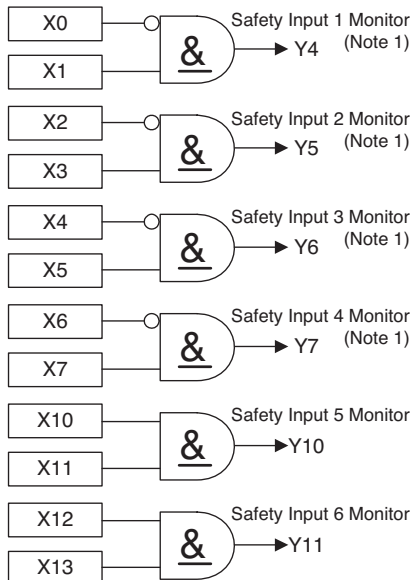 X0
Safety Input 1 Monitor
(Note 1)
&
Y4
X1
X2
Safety Input 2 Monitor
(Note 1)
&
Y5
X3
X4
Safety Input 3 Monitor
(Note 1)
&
Y6
X5
X6
Safety Input 4 Monitor
(Note 1)
&
Y7
X7
X10
Safety Input 5 Monitor
&
Y10
X11
X12
Safety Input 6 Monitor
&
Y11
X13